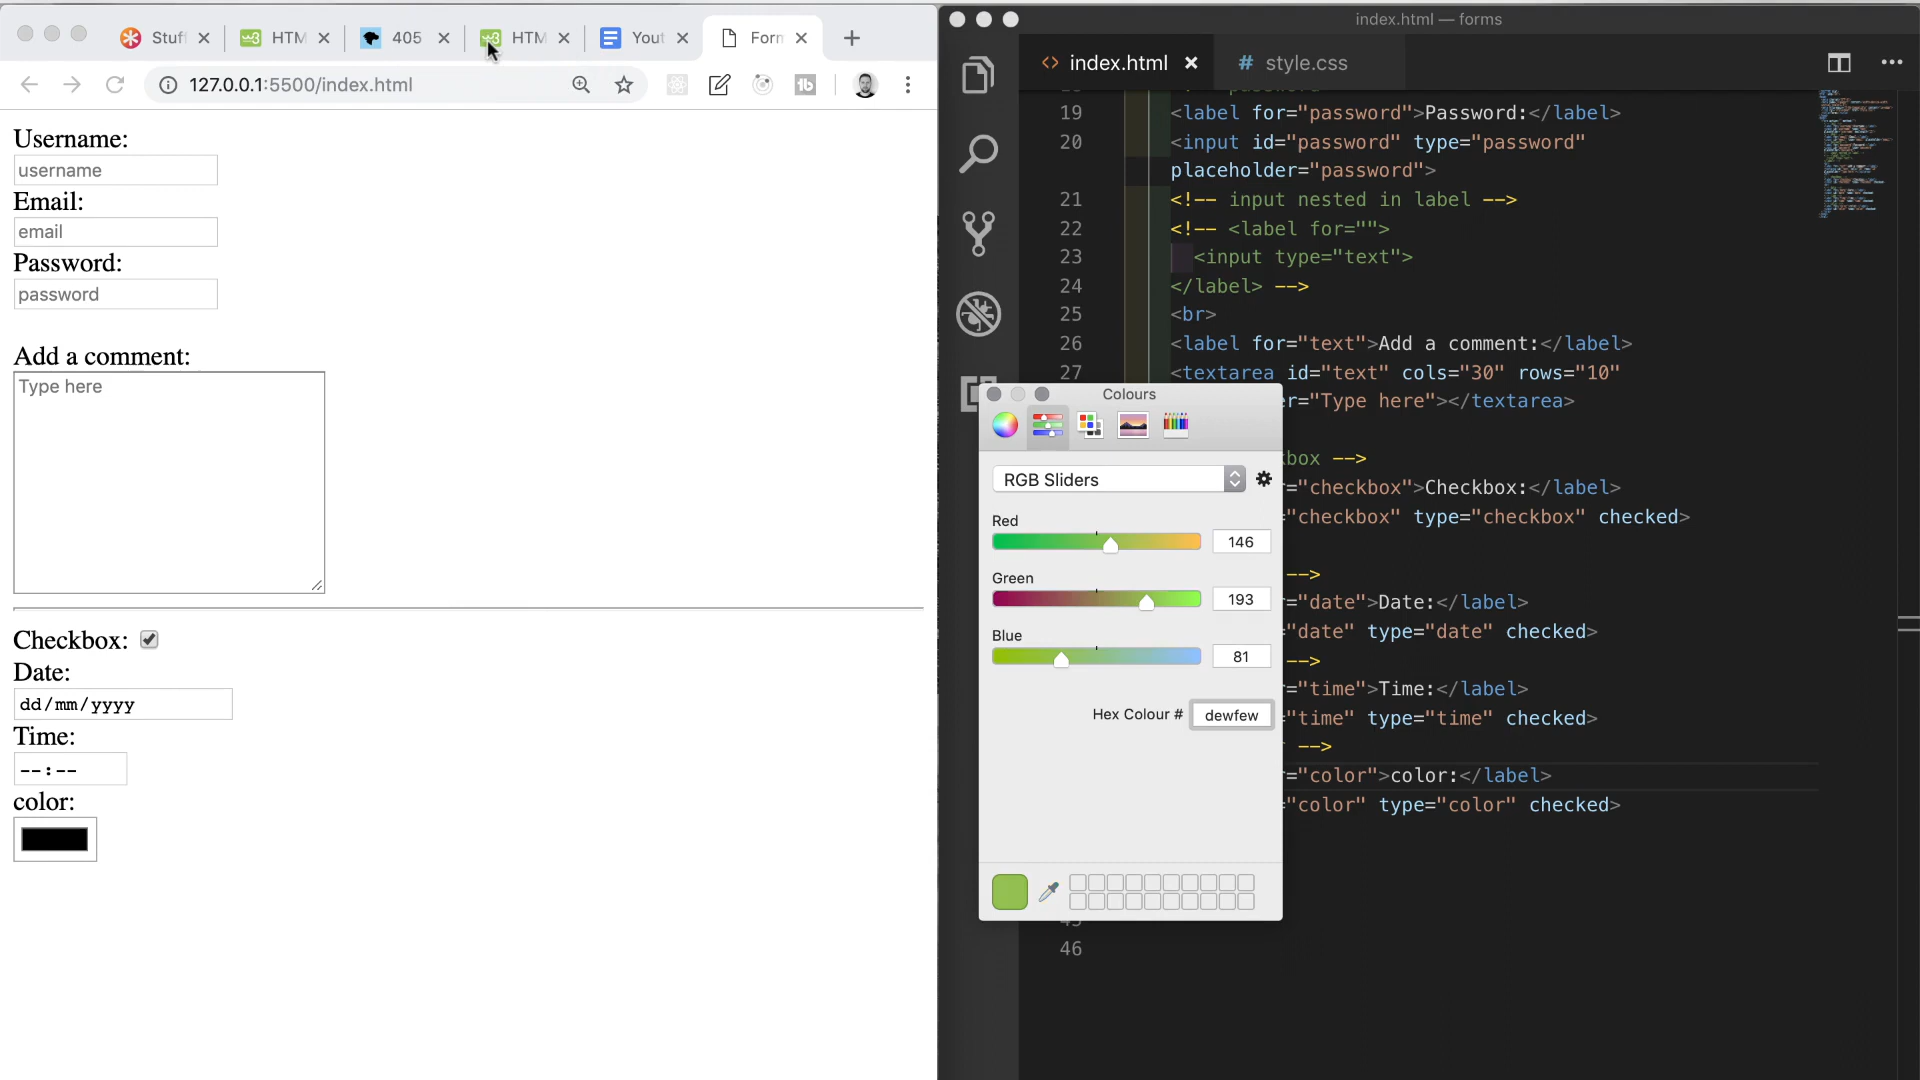 Stuff
HTM
405
HTM
Yout
Form
127.0.0.1:5500/index.html
Username:
username
Email:
email
Password:
password
Add a comment:
Type here
Checkbox:
Date:
dd/mm/yyyy
Time:
--:--
color:
index.html — forms
<> index.html
# style.css
19 <label for="password">Password:</label>
20 <input id="password" type="password"
placeholder="password">
21 <!-- input nested in label -->
22 <!-- <label for="">
23 <input type="text">
24 </label> -->
25 <br>
26 <label for="text">Add a comment:</label>
27 <textarea id="text" cols="30" rows="10"
r="Type here"></textarea>
box -->
="checkbox">Checkbox:</label>
"checkbox" type="checkbox" checked>
-->
="date">Date:</label>
"date" type="date" checked>
-->
="time">Time:</label>
"time" type="time" checked>
-->
="color">color:</label>
"color" type="color" checked>
46
Colours
RGB Sliders
Red
146
Green
193
Blue
81
Hex Colour # dewfew